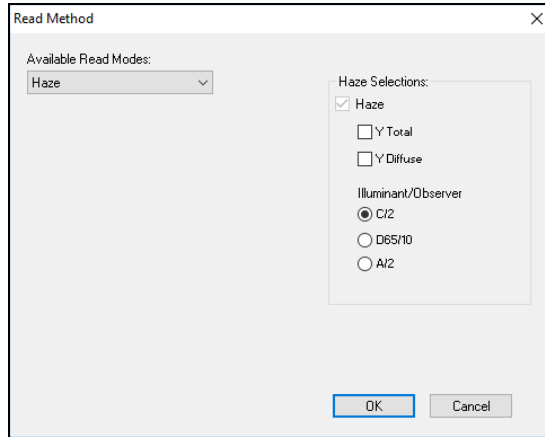 Read Method
Available Read Modes:
Haze
Haze Selections:
Haze
Y Total
Y Diffuse
Illuminant/Observer
C/2
D65/10
A/2
OK
Cancel